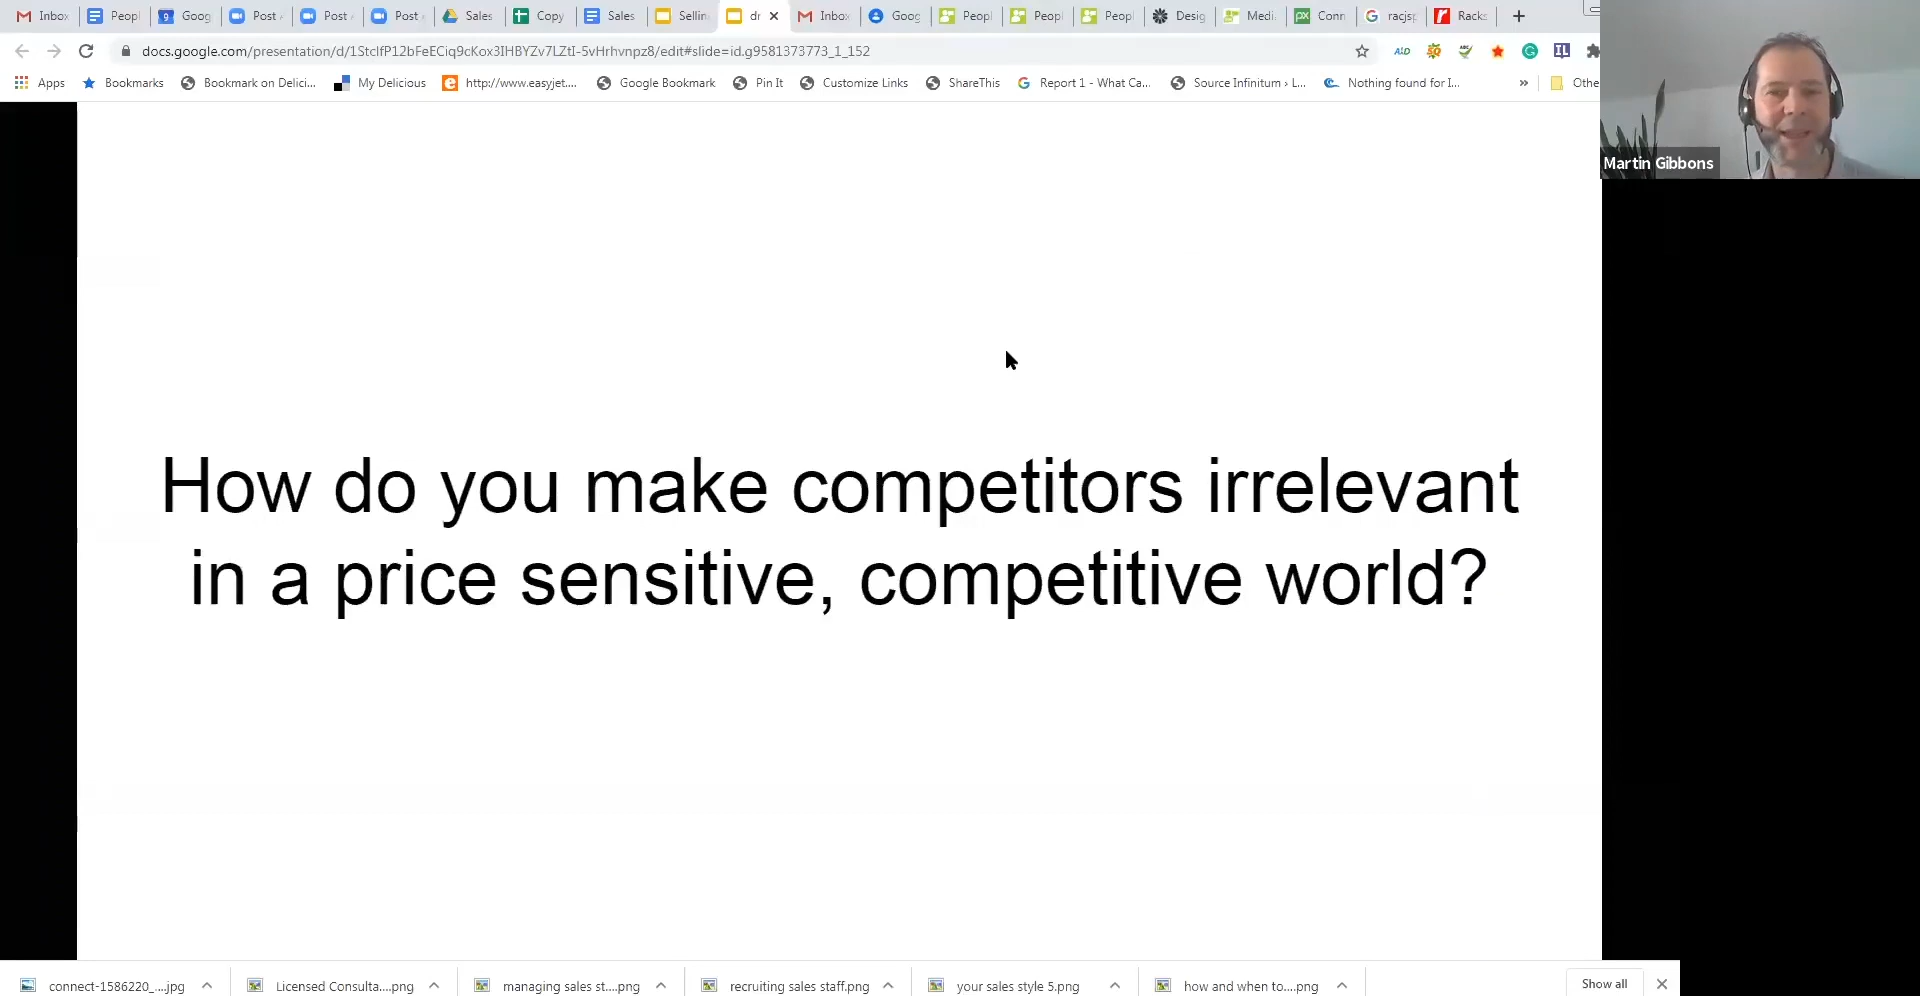 Inbox
Peopl
Goog
Post
Post
Post
Sales
Copy
Sales
Sellin
dr
Inbox
Goog
Peopl
Peopl
Peopl
Desig
Medi
Conn
racjsp
Racks
docs.google.com/presentation/d/1StclfP12bFeECiq9cKox3IHBYZv7LZtI-5vHrhvnpz8/edit#slide=id.g9581373773_1_152
Apps
Bookmarks
Bookmark on Delici...
My Delicious
http://www.easyjet....
Google Bookmark
Pin It
Customize Links
ShareThis
Report 1 - What Ca...
Source Infinitum › L...
Nothing found for I...
»
Othe
Martin Gibbons
How do you make competitors irrelevant
in a price sensitive, competitive world?
connect-1586220_....jpg
Licensed Consulta....png
managing sales st....png
recruiting sales staff.png
your sales style 5.png
how and when to....png
Show all